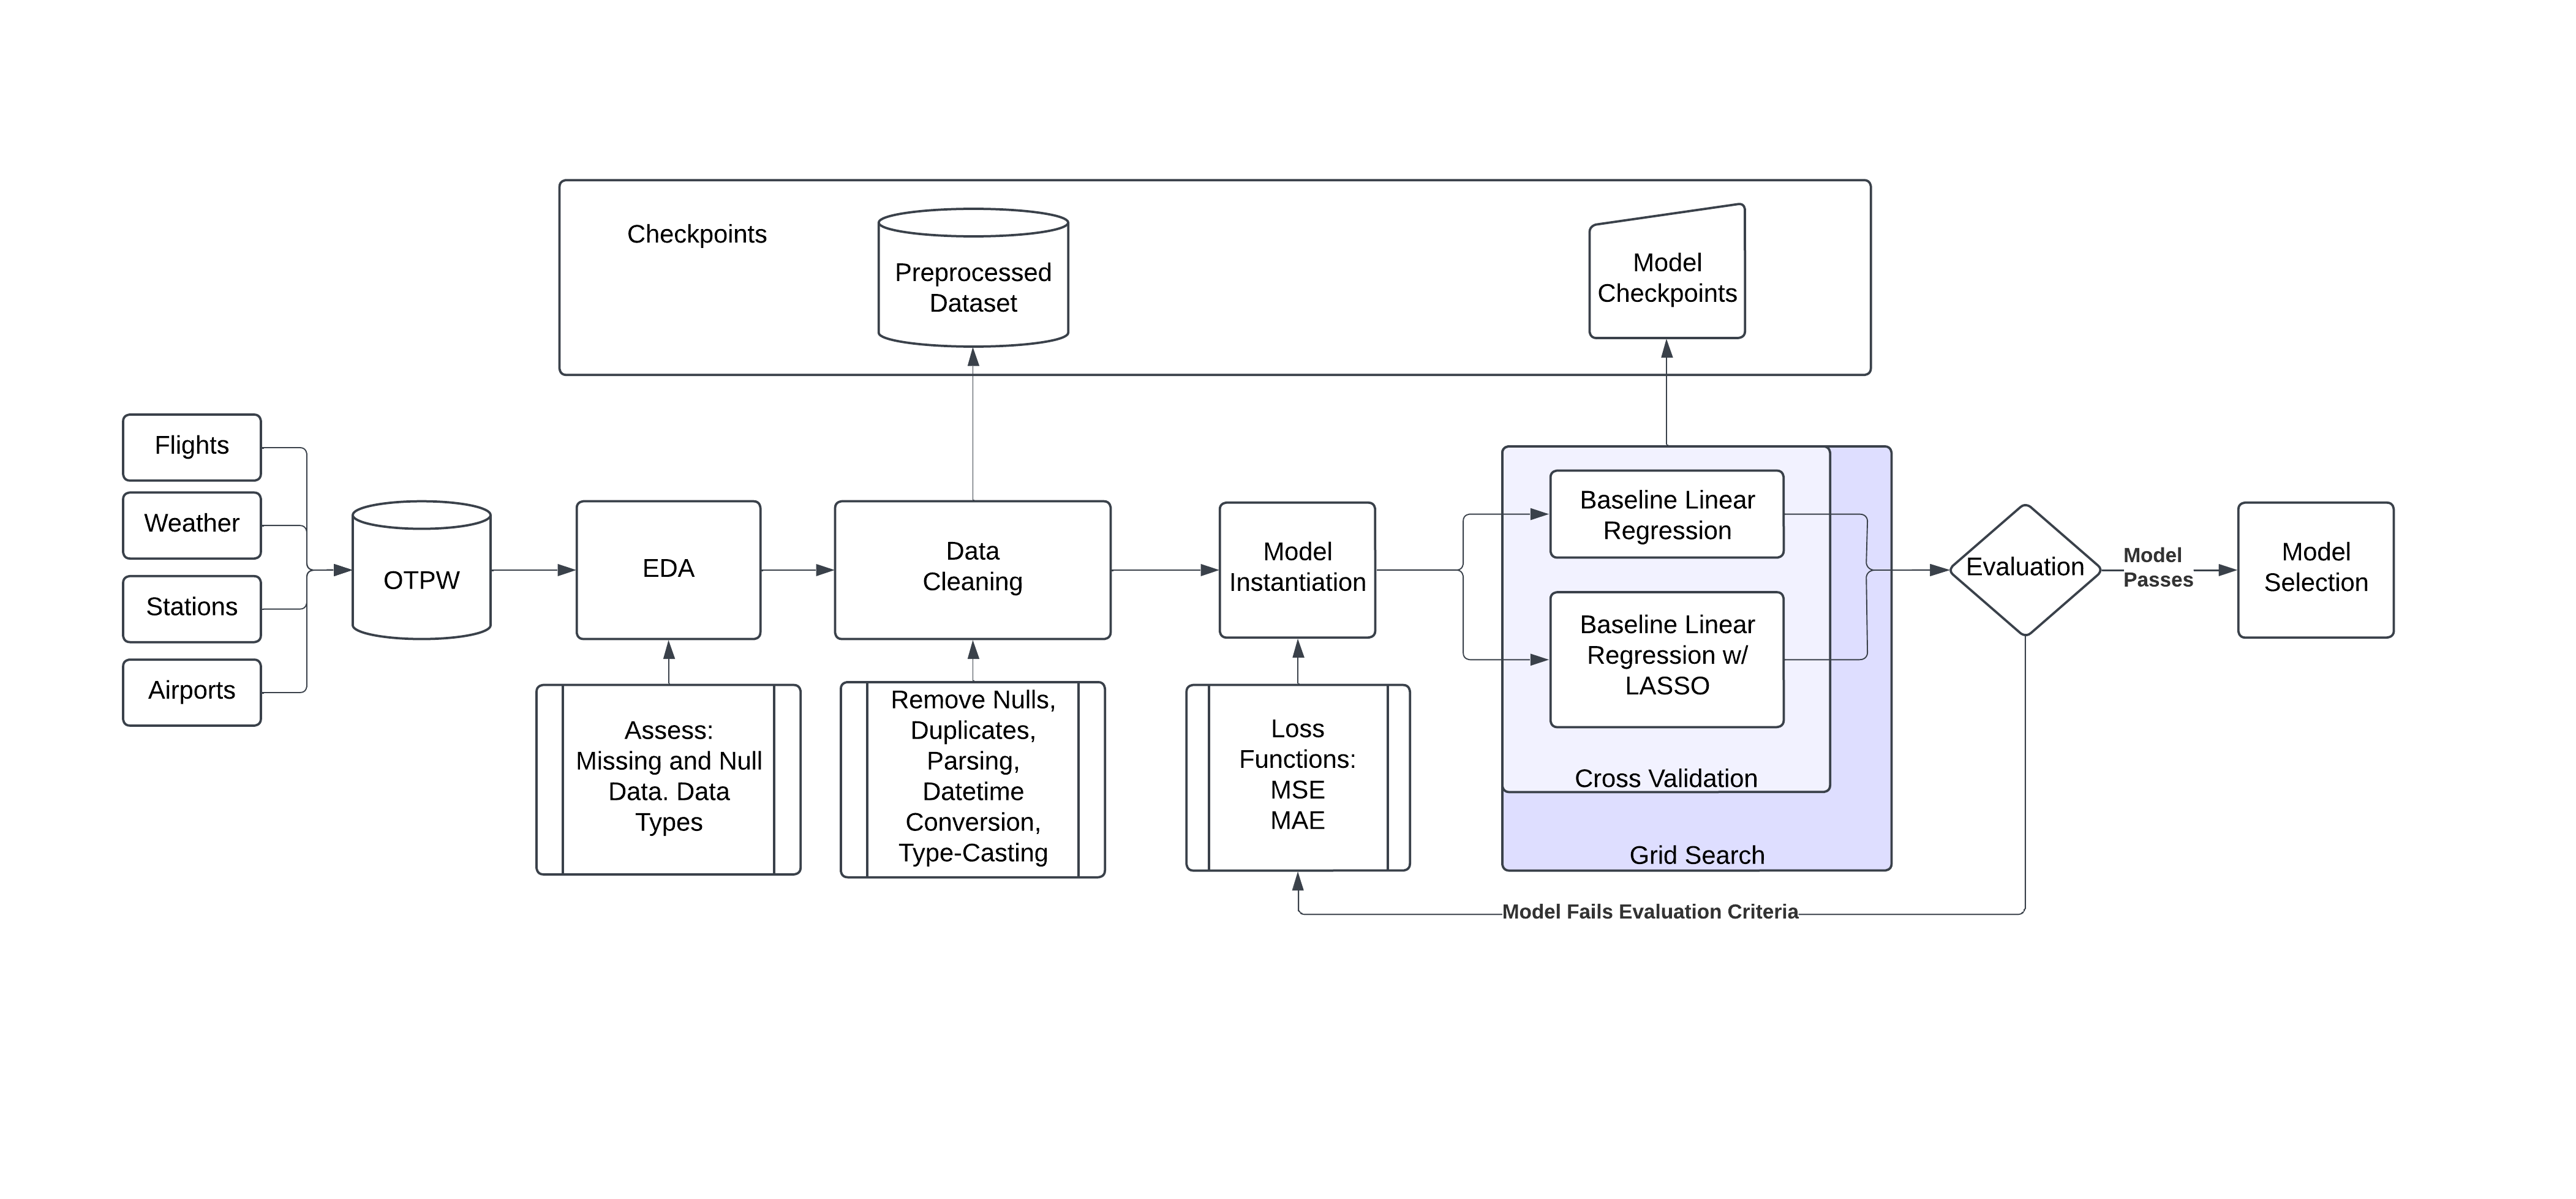 Checkpoints
Preprocessed
Dataset
Model
Checkpoints
Flights
Weather
Stations
Airports
OTPW
EDA
Data
Cleaning
Model
Instantiation
Baseline Linear
Regression
Baseline Linear
Regression w/
LASSO
Cross Validation
Grid Search
Evaluation
Model
Passes
Model
Selection
Assess:
Missing and Null
Data. Data
Types
Remove Nulls,
Duplicates,
Parsing,
Datetime
Conversion,
Type-Casting
Loss
Functions:
MSE
MAE
Model Fails Evaluation Criteria